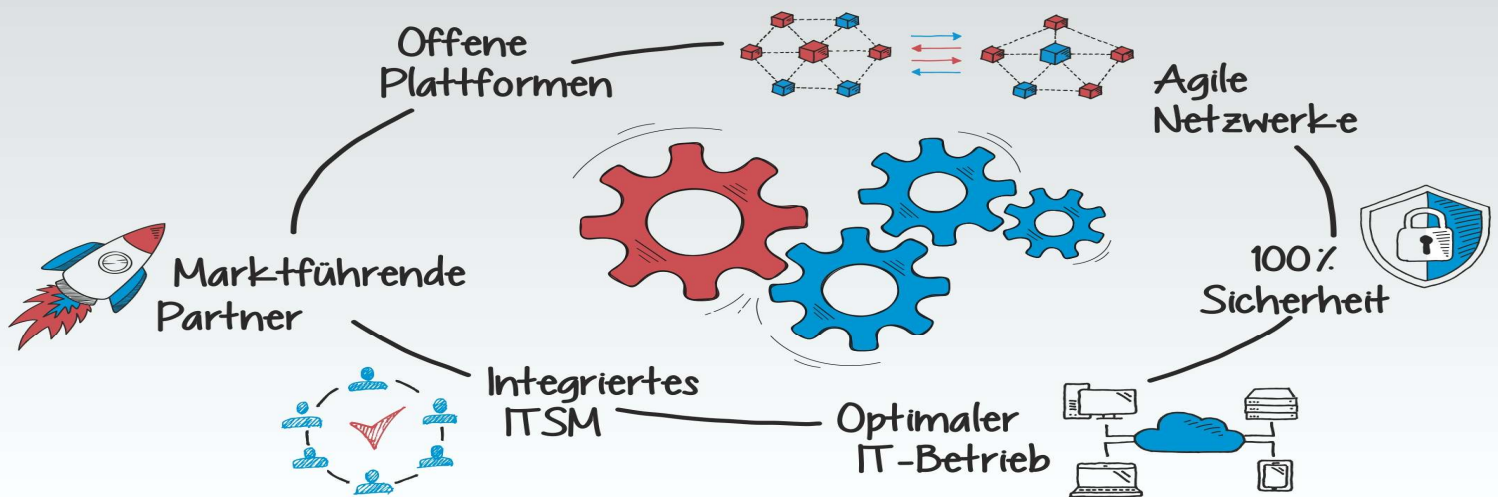 Offene
Plattformen
Agile
Netzwerke
100%
Sicherheit
Optimaler
IT-Betrieb
Integriertes
ITSM
Marktführende
Partner